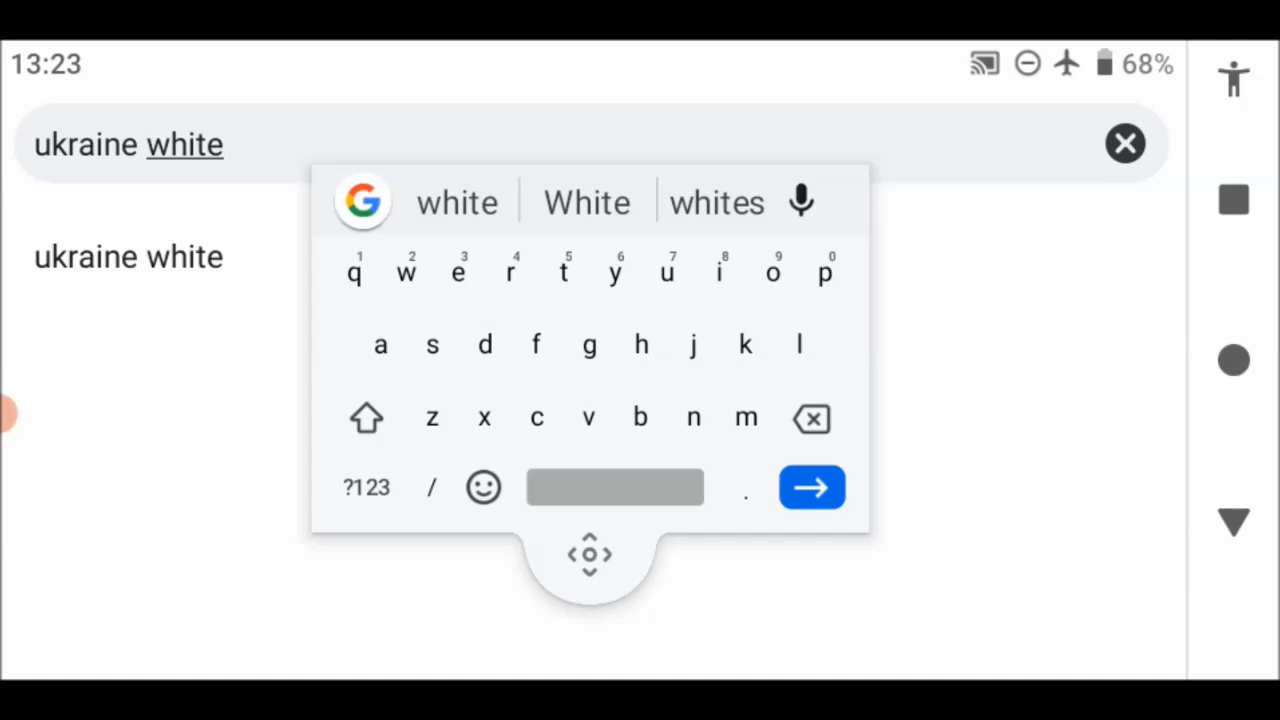 13:23
68%
ukraine white
white White whites
ukraine white
1 2 3 4 5 6 7 8 9 0
q w e r t y u i o p
a s d f g h j k l
z x c v b n m
?123 / .